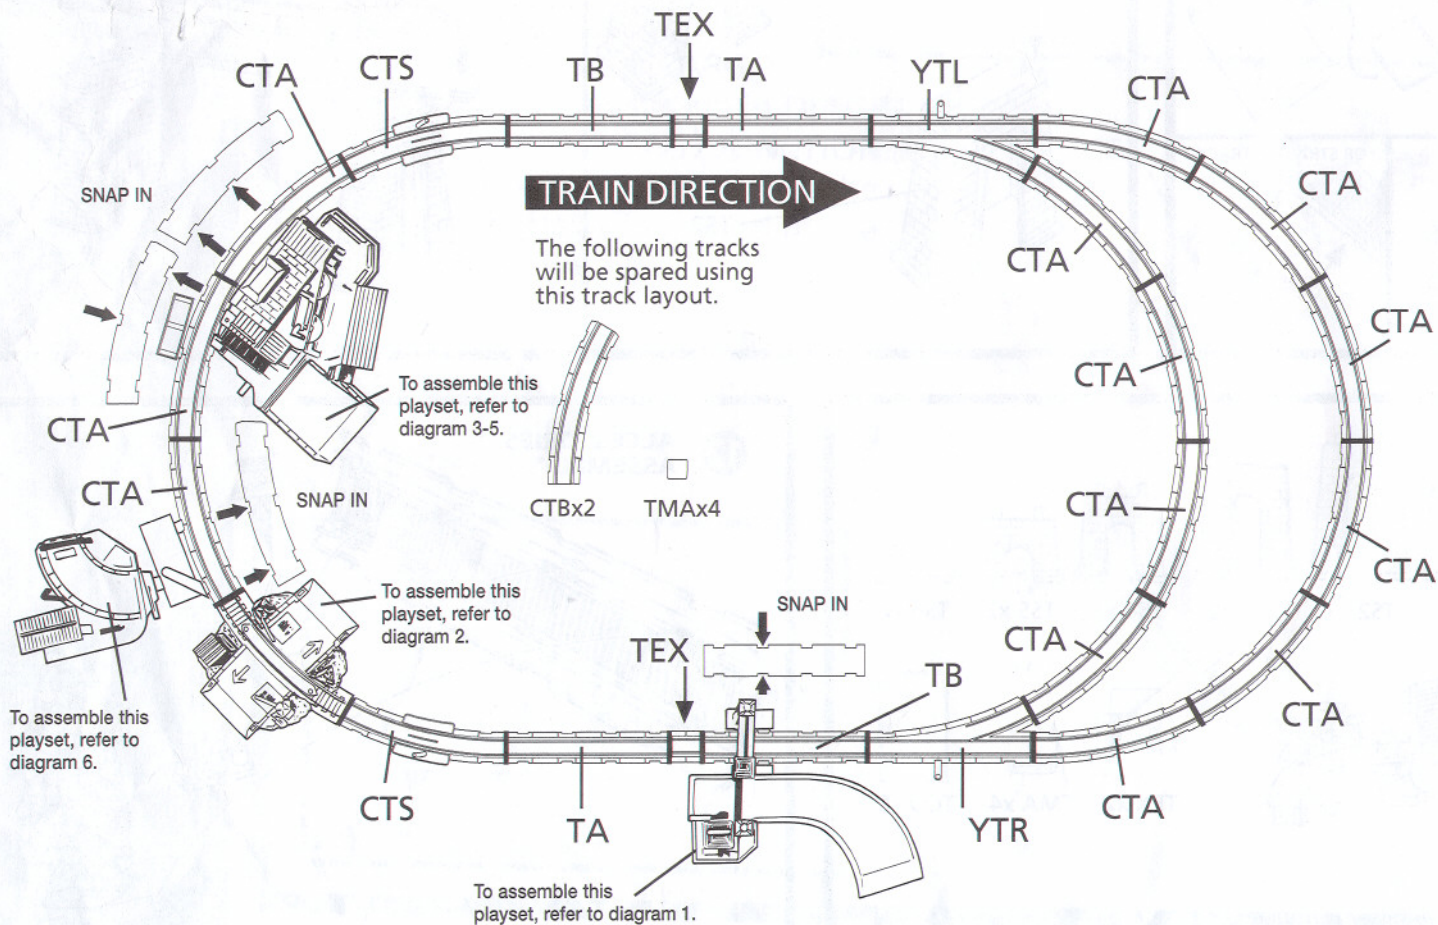 TEX
CTA
CTS
TB
TA
YTL
CTA
SNAP IN
TRAIN DIRECTION
CTA
The following tracks
will be spared using
this track layout.
CTA
CTA
CTA
To assemble this
playset, refer to
diagram 3-5.
CTA
CTA
SNAP IN
CTBx2
TMAx4
CTA
CTA
To assemble this
playset, refer to
diagram 2.
SNAP IN
CTA
TEX
TB
CTA
To assemble this
playset, refer to
diagram 6.
CTS
TA
YTR
CTA
To assemble this
playset, refer to diagram 1.